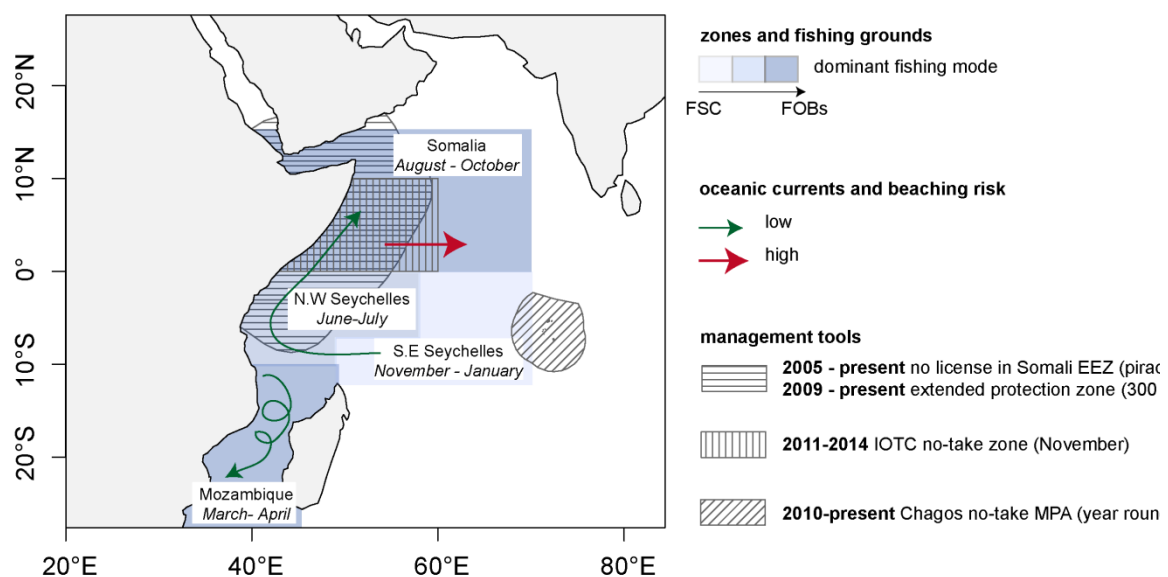 20°N
10°N
0°
10°S
20°S
20°E
40°E
60°E
80°E
Somalia
August - October
N.W Seychelles
June-July
S.E Seychelles
November - January
Mozambique
March- April
zones and fishing grounds
dominant fishing mode
FSC
FOBs
oceanic currents and beaching risk
low
high
management tools
2005 - present no license in Somali EEZ (pirac
2009 - present extended protection zone (300
2011-2014 IOTC no-take zone (November)
2010-present Chagos no-take MPA (year roun